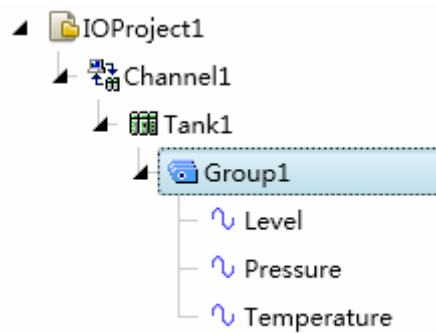 IOProject1
Channel1
Tank1
Group1
Level
Pressure
Temperature